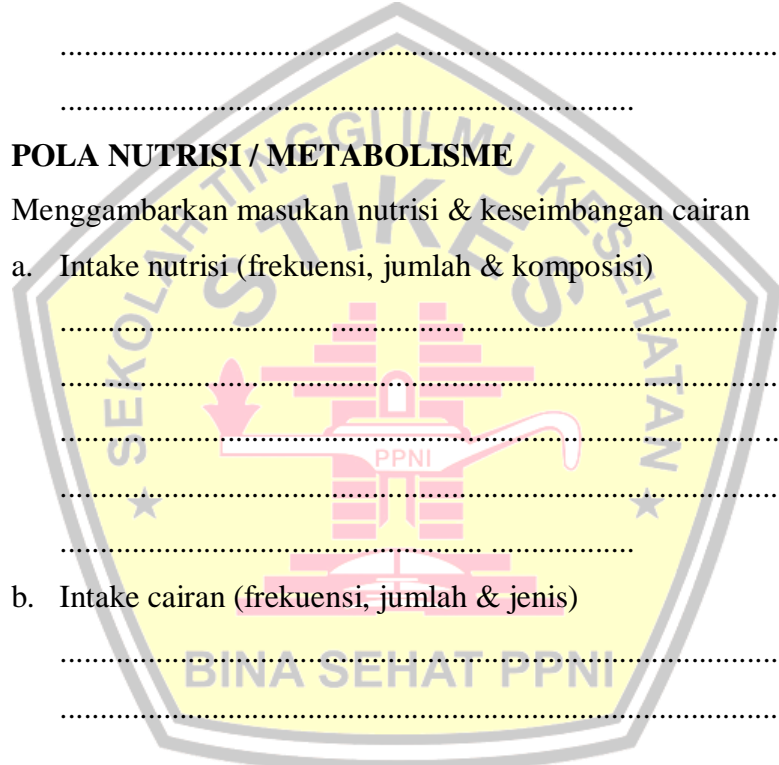 ..........................................................................................
........................................................................
POLA NUTRISI / METABOLISME
Menggambarkan masukan nutrisi & keseimbangan cairan
a. Intake nutrisi (frekuensi, jumlah & komposisi)
..........................................................................................
..........................................................................................
..........................................................................................
..........................................................................................
..................................................... ..................
b. Intake cairan (frekuensi, jumlah & jenis)
..........................................................................................
..........................................................................................
SEKOLAH TINGGI ILMU KESEHATAN
STIKES
PPNI
BINA SEHAT PPNI